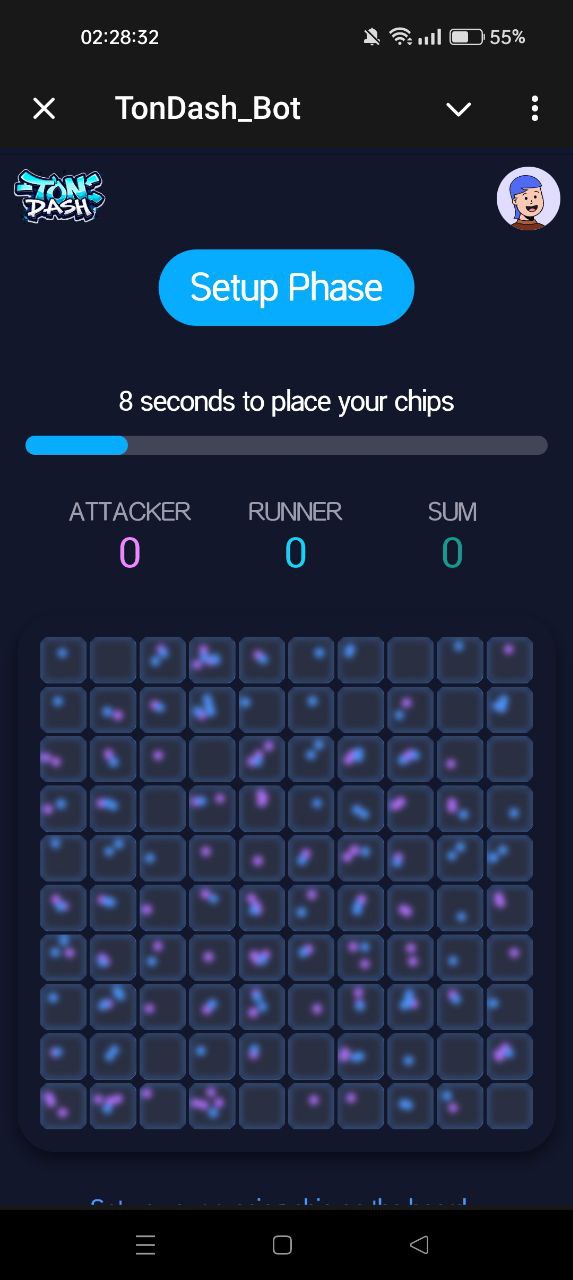 02:28:32 55%
TonDash_Bot
TON
DASH
Setup Phase
8 seconds to place your chips
ATTACKER RUNNER SUM
0 0 0